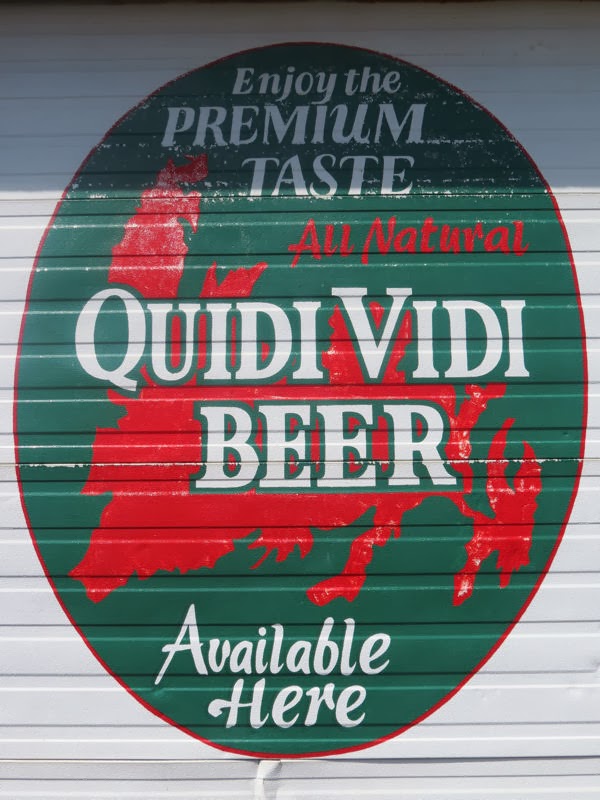 Enjoy the
PREMIUM
TASTE
All Natural
QUIDI VIDI
BEER
Available
Here